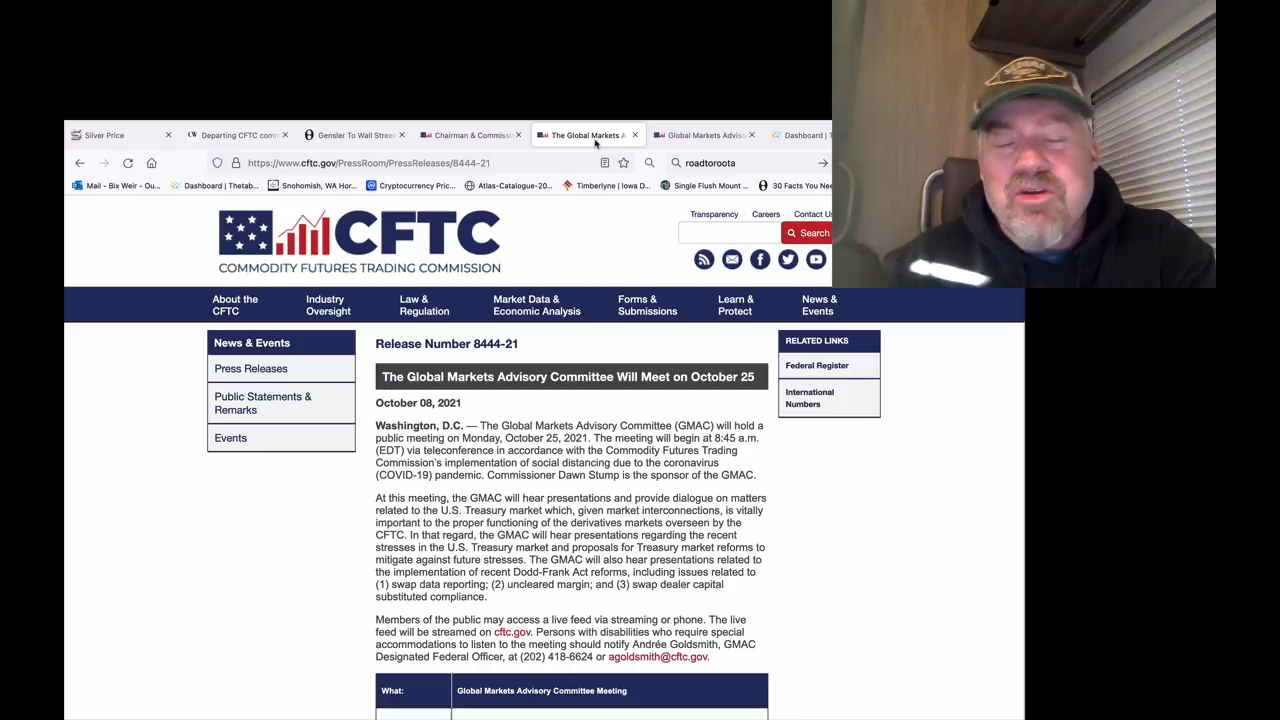 Silver Price
Departing CFTC com
Gensler To Wall Street
Chairman & Commissi
The Global Markets A
Global Markets Adviso
Dashboard | T
https://www.cftc.gov/PressRoom/PressReleases/8444-21
roadtoroota
Mail - Bix Weir - Ou...
Dashboard | Thetab...
Snohomish, WA Hor...
Cryptocurrency Pric...
Atlas-Catalogue-20...
Timberlyne | Iowa D...
Single Flush Mount ...
30 Facts You Nee
Transparency Careers Contact Us
CFTC
Search
COMMODITY FUTURES TRADING COMMISSION
About the
CFTC
Industry
Oversight
Law &
Regulation
Market Data &
Economic Analysis
Forms &
Submissions
Learn &
Protect
News &
Events
News & Events
Press Releases
Public Statements &
Remarks
Events
Release Number 8444-21
The Global Markets Advisory Committee Will Meet on October 25
October 08, 2021
Washington, D.C. — The Global Markets Advisory Committee (GMAC) will hold a
public meeting on Monday, October 25, 2021. The meeting will begin at 8:45 a.m.
(EDT) via teleconference in accordance with the Commodity Futures Trading
Commission's implementation of social distancing due to the coronavirus
(COVID-19) pandemic. Commissioner Dawn Stump is the sponsor of the GMAC.
At this meeting, the GMAC will hear presentations and provide dialogue on matters
related to the U.S. Treasury market which, given market interconnections, is vitally
important to the proper functioning of the derivatives markets overseen by the
CFTC. In that regard, the GMAC will hear presentations regarding the recent
stresses in the U.S. Treasury market and proposals for Treasury market reforms to
mitigate against future stresses. The GMAC will also hear presentations related to
the implementation of recent Dodd-Frank Act reforms, including issues related to
(1) swap data reporting; (2) uncleared margin; and (3) swap dealer capital
substituted compliance.
Members of the public may access a live feed via streaming or phone. The live
feed will be streamed on cftc.gov. Persons with disabilities who require special
accommodations to listen to the meeting should notify Andrée Goldsmith, GMAC
Designated Federal Officer, at (202) 418-6624 or agoldsmith@cftc.gov.
What:
Global Markets Advisory Committee Meeting
RELATED LINKS
Federal Register
International
Numbers